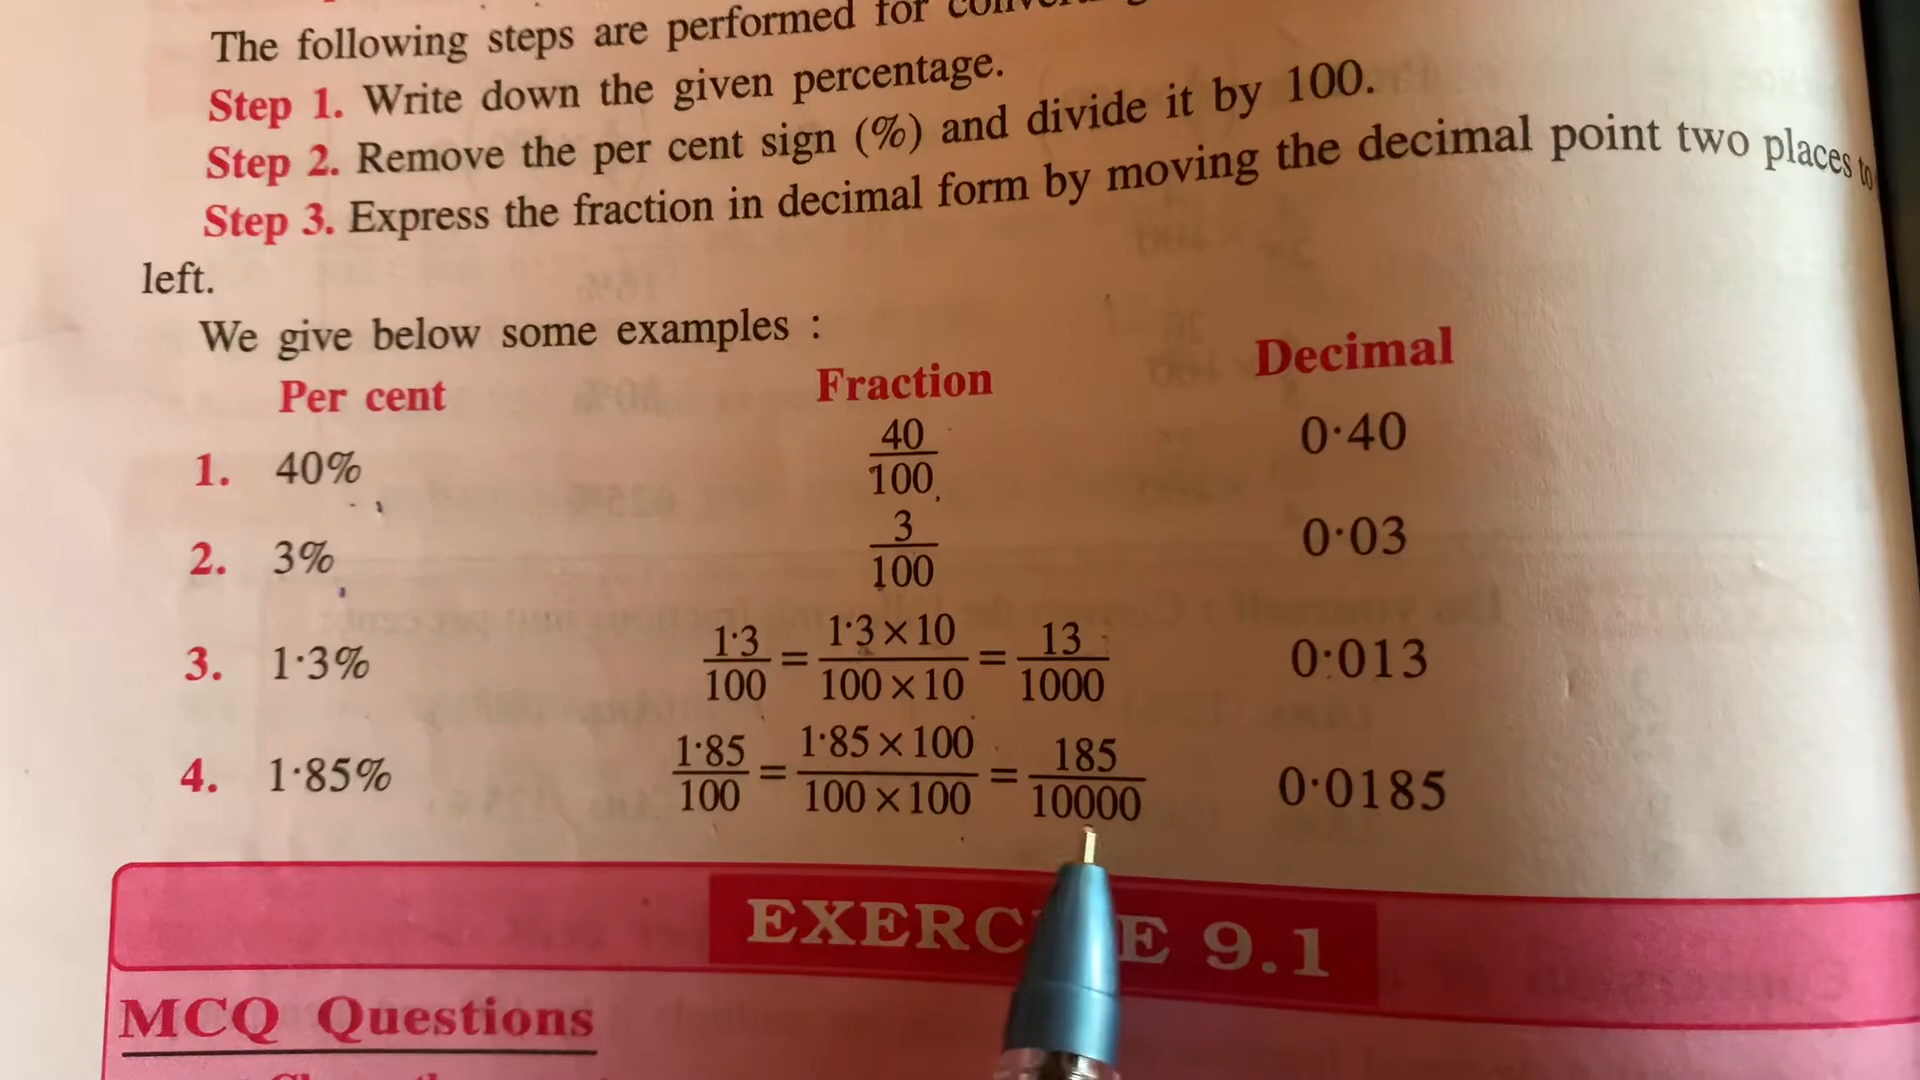 The following steps are performed for
Step 1. Write down the given percentage.
Step 2. Remove the per cent sign (%) and divide it by 100.
Step 3. Express the fraction in decimal form by moving the decimal point two places to
left.
We give below some examples :
Per cent Fraction Decimal
1. 40% 40/100 0·40
2. 3% 3/100 0·03
3. 1·3% 1·3/100 = 1·3×10/100×10 = 13/1000 0·013
4. 1·85% 1·85/100 = 1·85×100/100×100 = 185/10000 0·0185
EXERC E 9.1
MCQ Questions